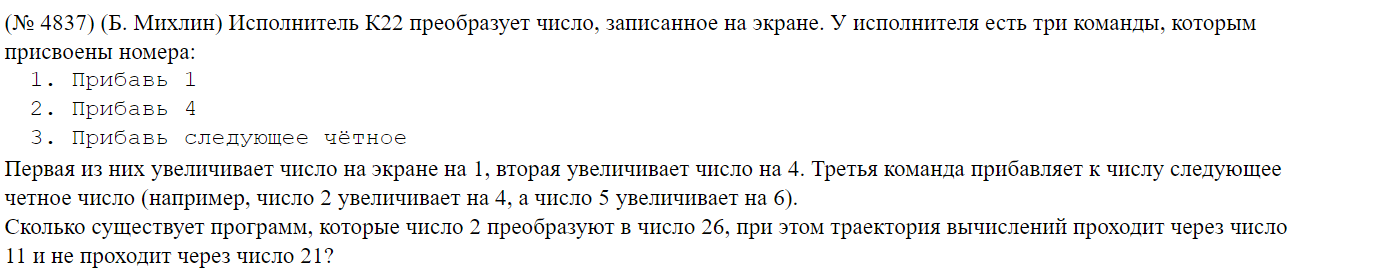 (№ 4837) (Б. Михлин) Исполнитель К22 преобразует число, записанное на экране. У исполнителя есть три команды, которым
присвоены номера:
1. Прибавь 1
2. Прибавь 4
3. Прибавь следующее чётное
Первая из них увеличивает число на экране на 1, вторая увеличивает число на 4. Третья команда прибавляет к числу следующее
четное число (например, число 2 увеличивает на 4, а число 5 увеличивает на 6).
Сколько существует программ, которые число 2 преобразуют в число 26, при этом траектория вычислений проходит через число
11 и не проходит через число 21?